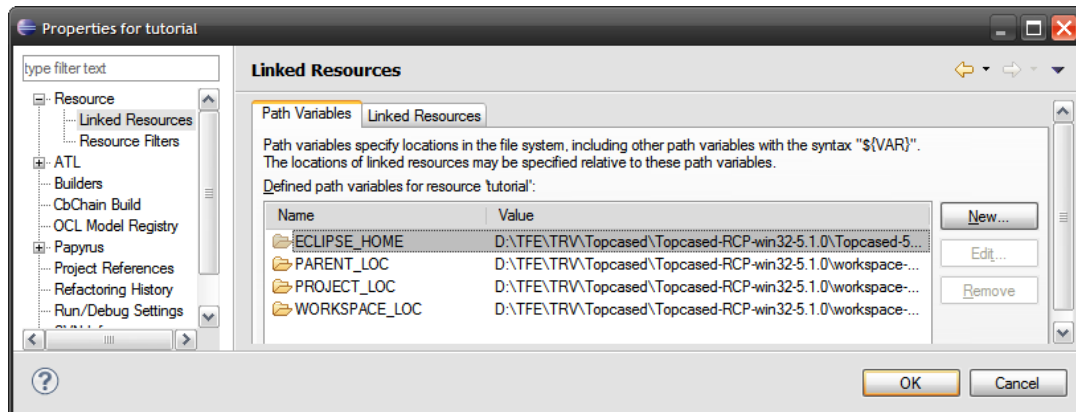 Properties for tutorial
type filter text
Resource
Linked Resources
Resource Filters
ATL
Builders
CbChain Build
OCL Model Registry
Papyrus
Project References
Refactoring History
Run/Debug Settings
Linked Resources
Path Variables Linked Resources
Path variables specify locations in the file system, including other path variables with the syntax "${VAR}".
The locations of linked resources may be specified relative to these path variables.
Defined path variables for resource 'tutorial':
Name Value
ECLIPSE_HOME D:\TFE\TRV\Topcased\Topcased-RCP-win32-5.1.0\Topcased-5...
PARENT_LOC D:\TFE\TRV\Topcased\Topcased-RCP-win32-5.1.0\workspace-...
PROJECT_LOC D:\TFE\TRV\Topcased\Topcased-RCP-win32-5.1.0\workspace-...
WORKSPACE_LOC D:\TFE\TRV\Topcased\Topcased-RCP-win32-5.1.0\workspace-...
New...
Edit...
Remove
OK Cancel